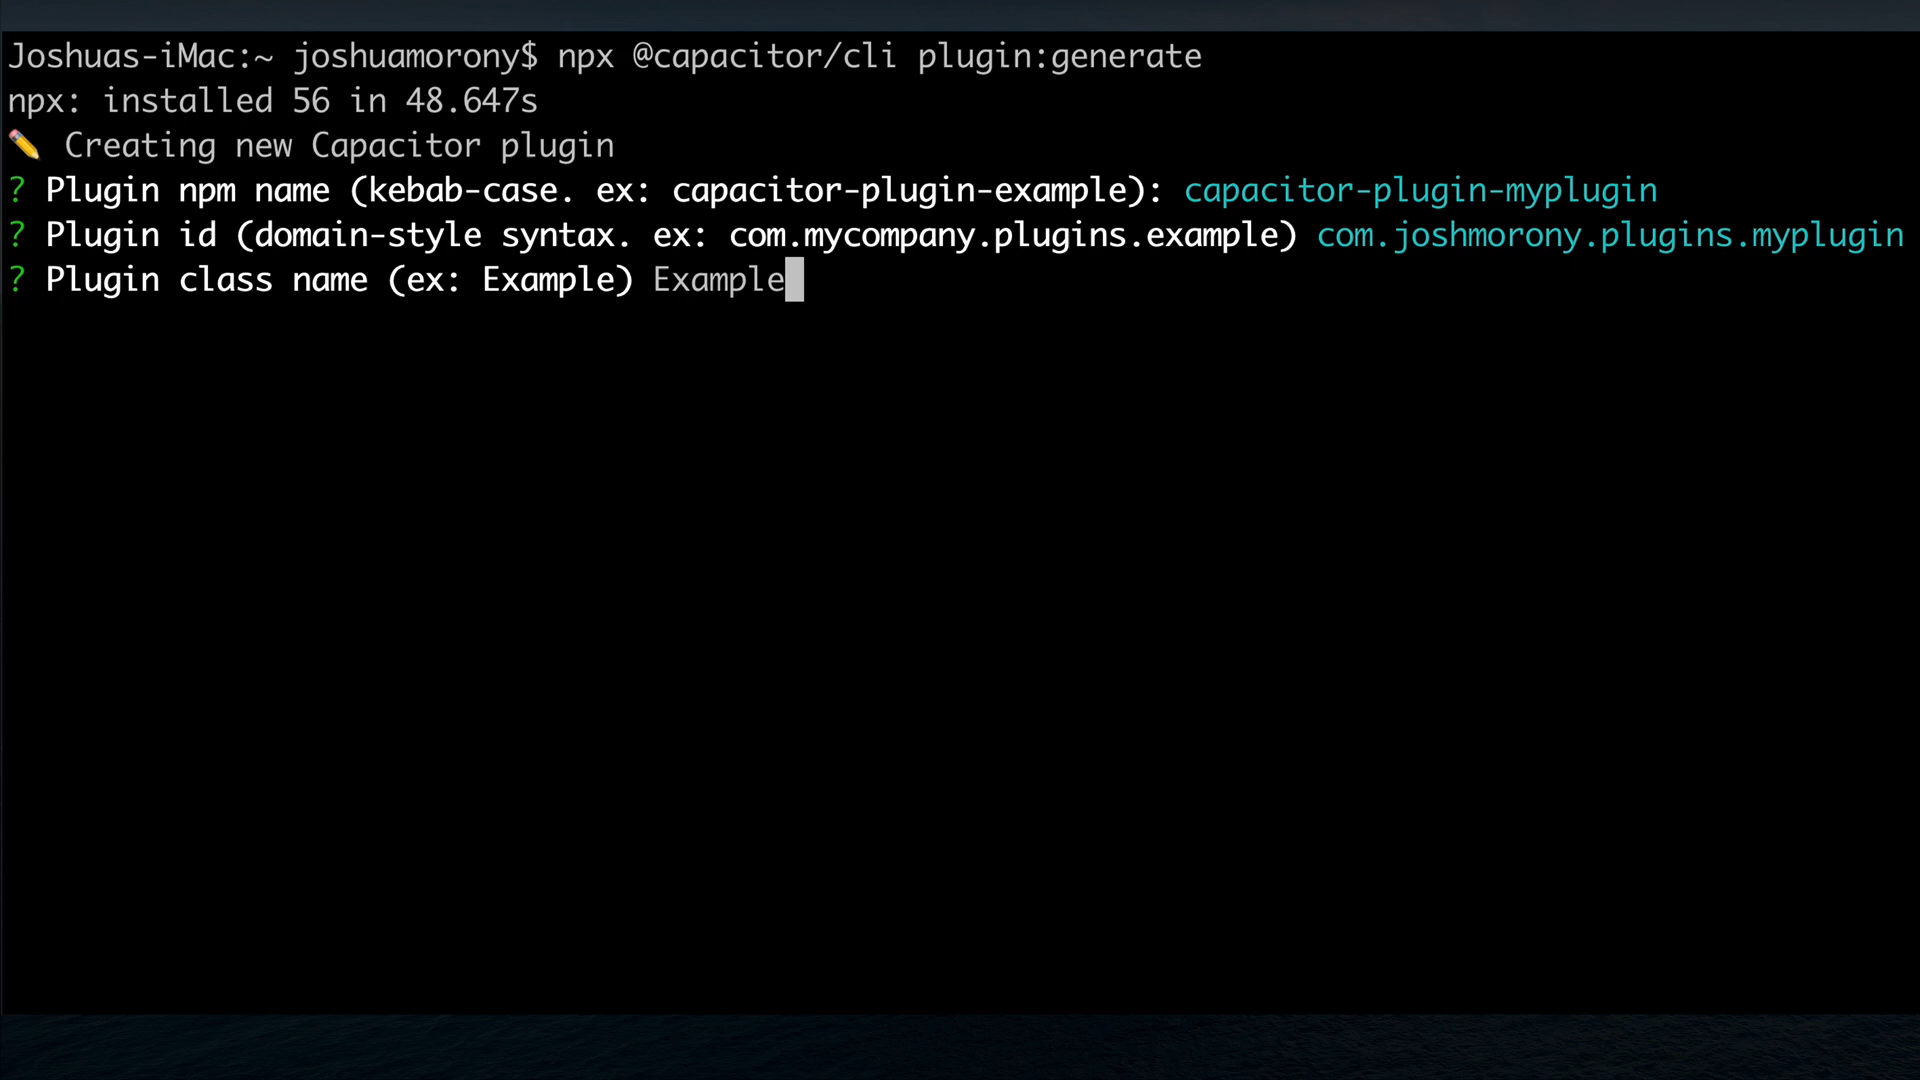 Joshuas-iMac:~ joshuamorony$ npx @capacitor/cli plugin:generate
npx: installed 56 in 48.647s
✏️ Creating new Capacitor plugin
? Plugin npm name (kebab-case. ex: capacitor-plugin-example): capacitor-plugin-myplugin
? Plugin id (domain-style syntax. ex: com.mycompany.plugins.example) com.joshmorony.plugins.myplugin
? Plugin class name (ex: Example) Example